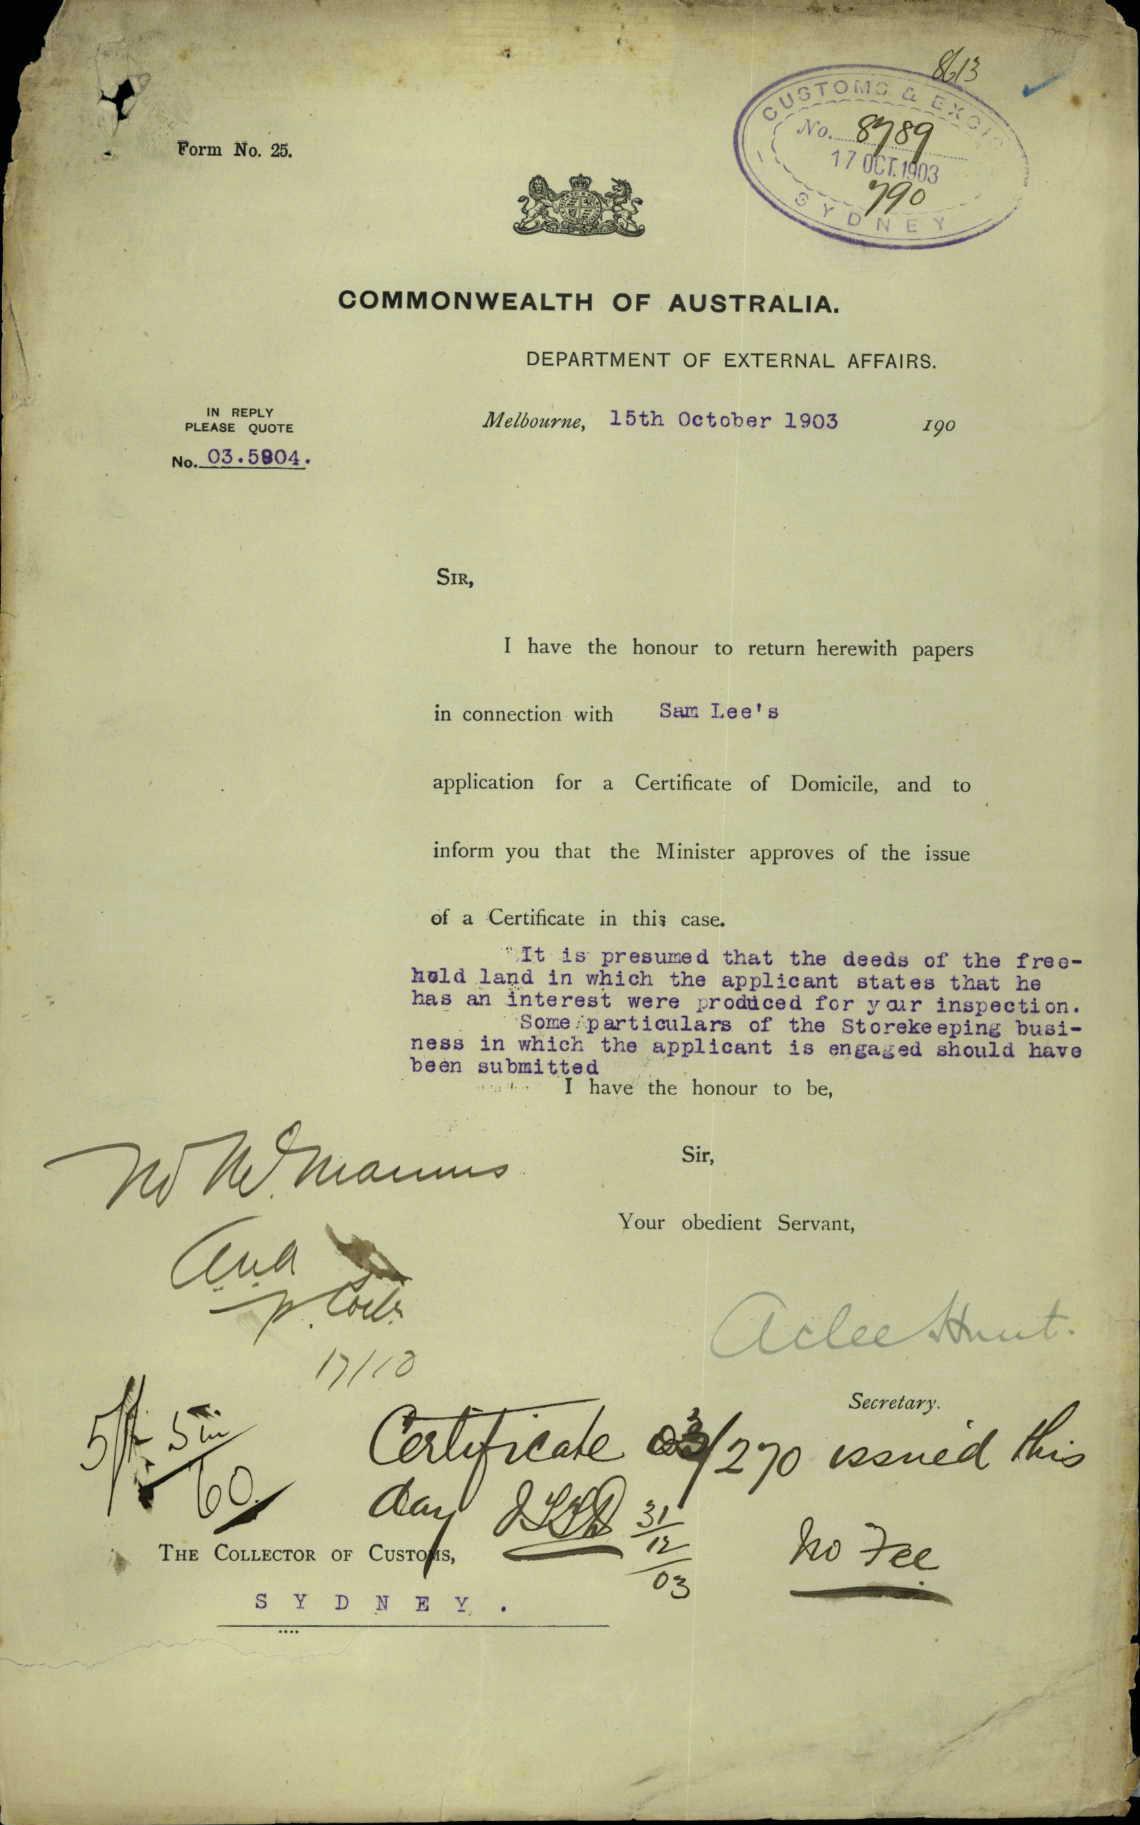 8613
CUSTOMS & EXCISE
No. 8789
17 OCT. 1903
790
SYDNEY
Form No. 25.
COMMONWEALTH OF AUSTRALIA.
DEPARTMENT OF EXTERNAL AFFAIRS.
IN REPLY
PLEASE QUOTE
No. 03.5904.
Melbourne, 15th October 1903 190
SIR,
I have the honour to return herewith papers
in connection with Sam Lee's
application for a Certificate of Domicile, and to
inform you that the Minister approves of the issue
of a Certificate in this case.
It is presumed that the deeds of the free-
hold land in which the applicant states that he
has an interest were produced for your inspection.
Some particulars of the Storekeeping busi-
ness in which the applicant is engaged should have
been submitted
I have the honour to be,
Sir,
Your obedient Servant,
Atlee Hunt.
Secretary.
17/10
5ft 5in
60
Certificate 03/270 issued this
day
31/12/03
No Fee
THE COLLECTOR OF CUSTOMS,
SYDNEY.